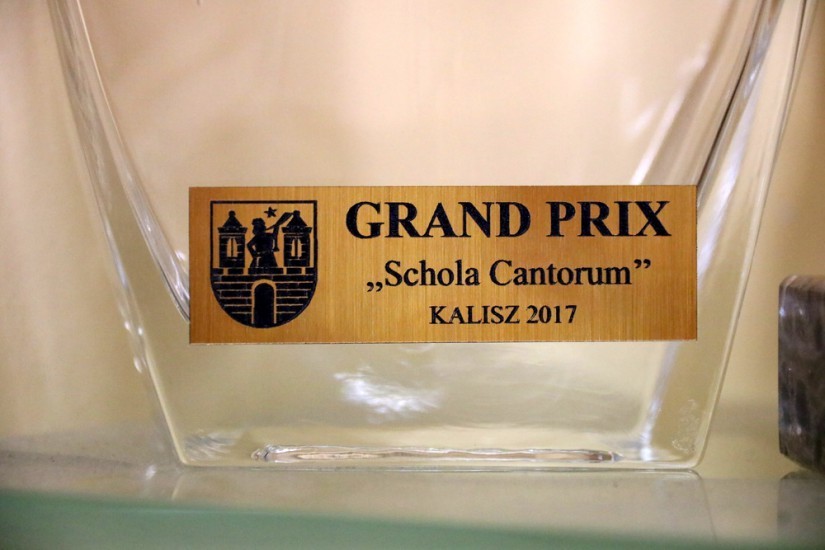 GRAND PRIX
„Schola Cantorum”
KALISZ 2017